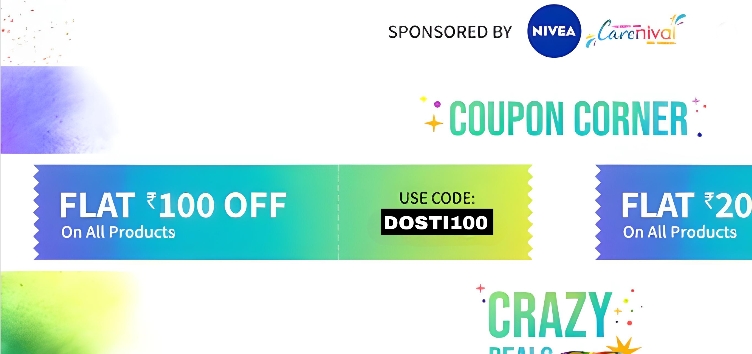 SPONSORED BY NIVEA Carenival
COUPON CORNER
FLAT ₹100 OFF
On All Products
USE CODE:
DOSTI100
FLAT ₹20
On All Products
CRAZY
DEALS